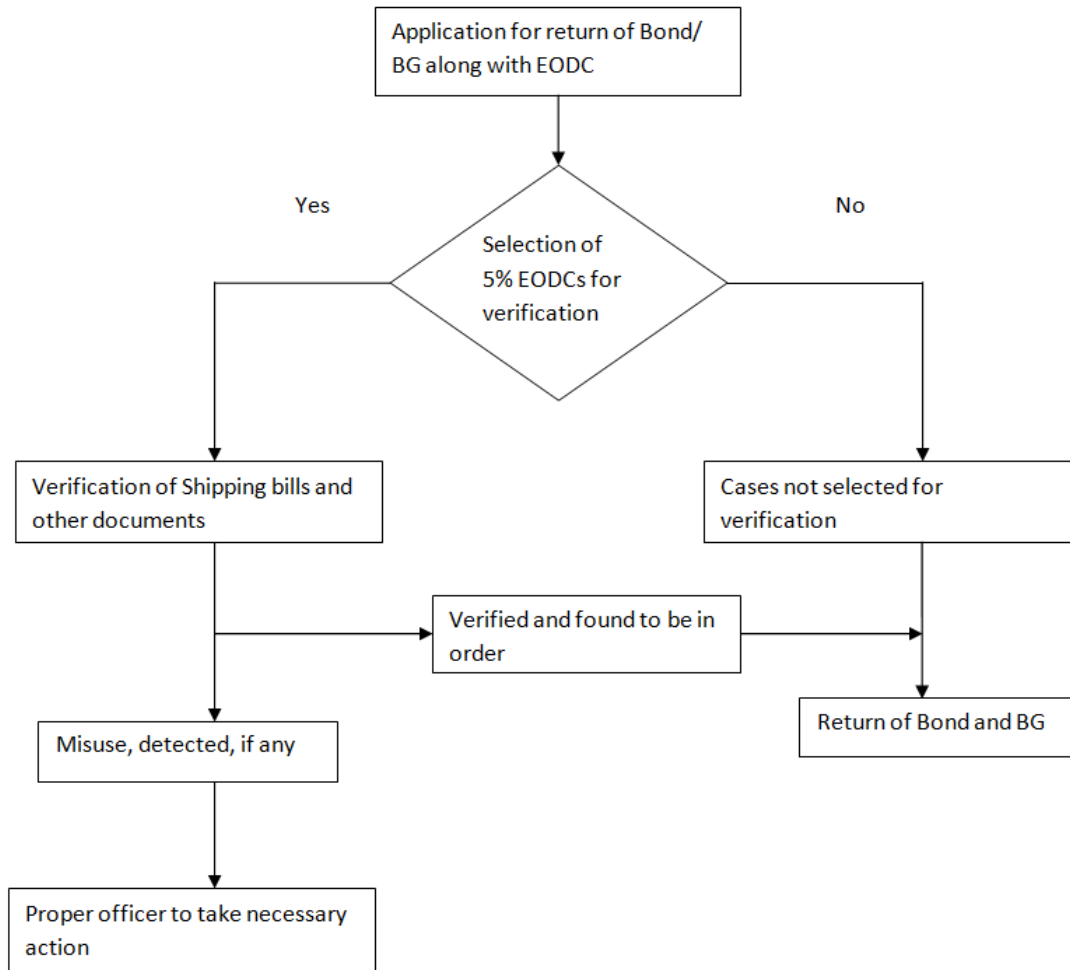 Application for return of Bond/
BG along with EODC
Yes
No
Selection of
5% EODCs for
verification
Verification of Shipping bills and
other documents
Cases not selected for
verification
Verified and found to be in
order
Misuse, detected, if any
Return of Bond and BG
Proper officer to take necessary
action